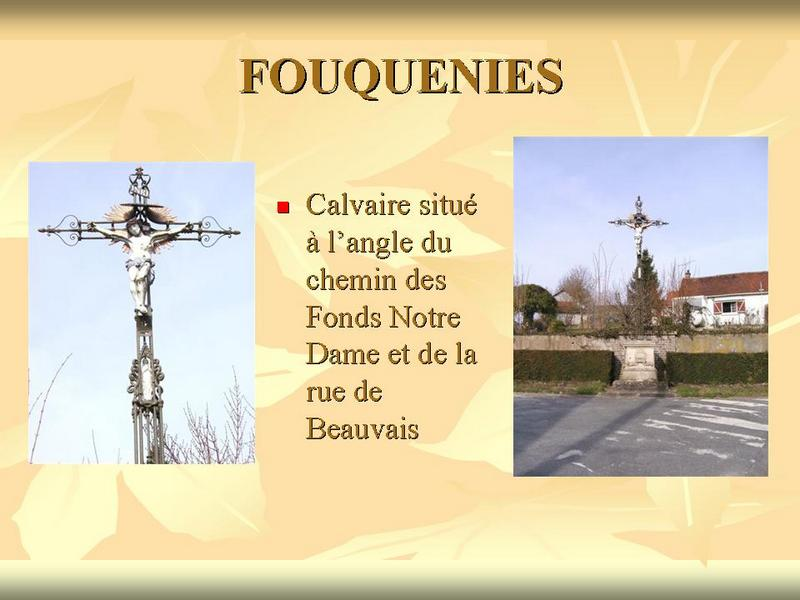 FOUQUENIES
Calvaire situé
à l’angle du
chemin des
Fonds Notre
Dame et de la
rue de
Beauvais